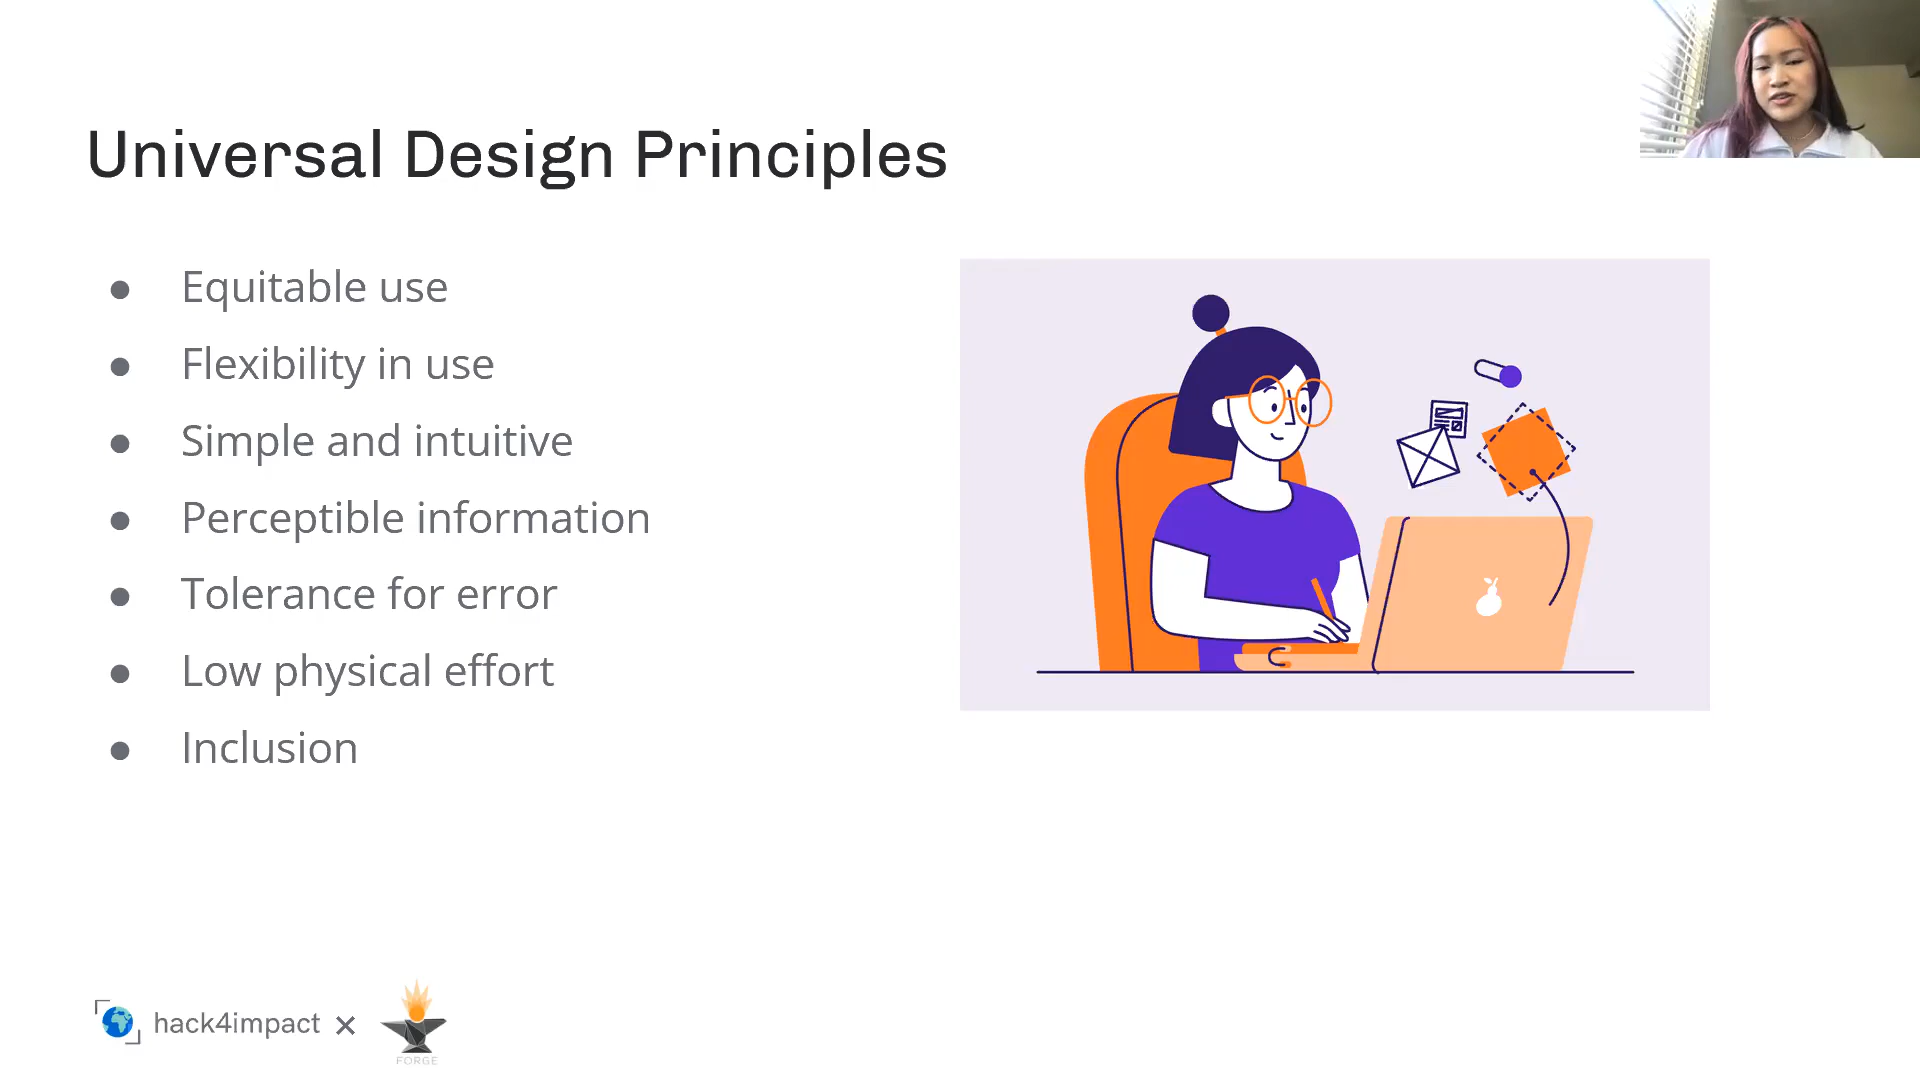 Universal Design Principles
● Equitable use
● Flexibility in use
● Simple and intuitive
● Perceptible information
● Tolerance for error
● Low physical effort
● Inclusion
hack4impact ×
FORGE